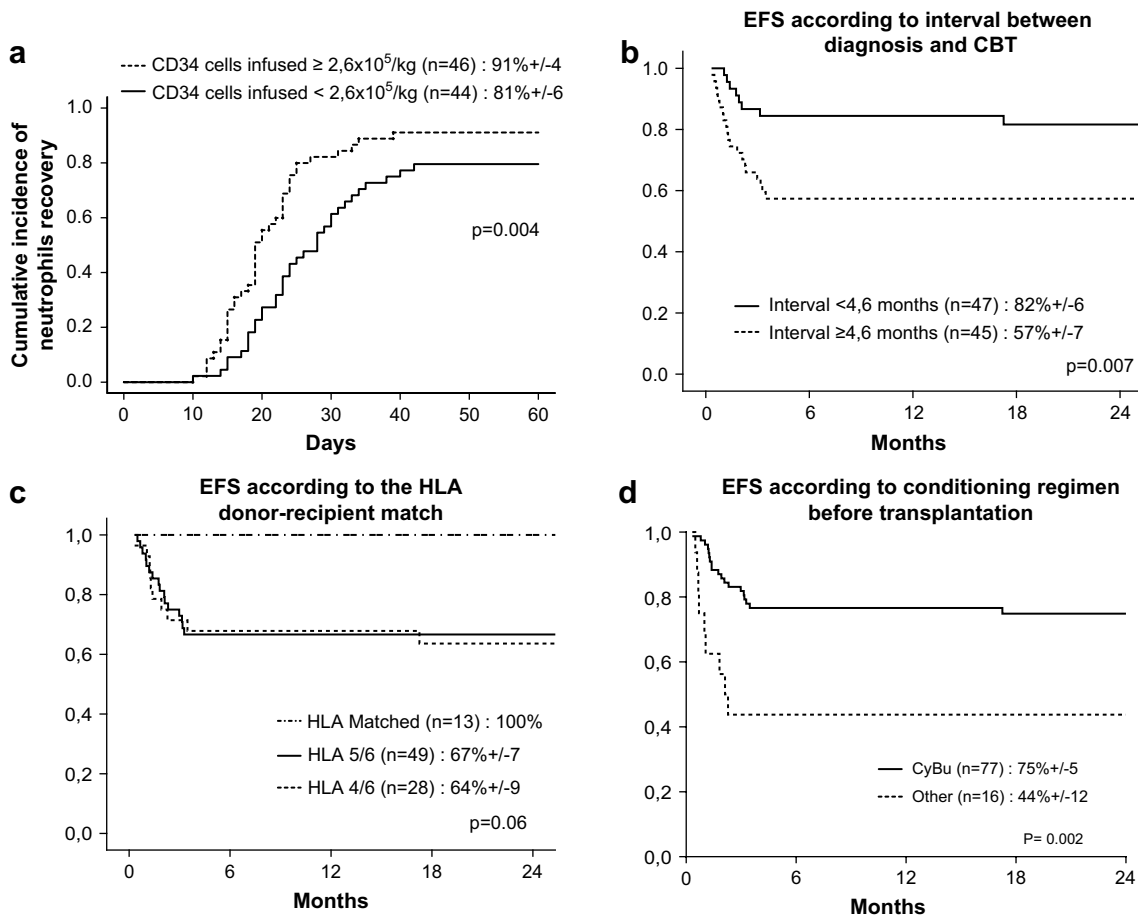 a
CD34 cells infused ≥ 2,6x10⁵/kg (n=46) : 91%+/-4
CD34 cells infused < 2,6x10⁵/kg (n=44) : 81%+/-6
Cumulative incidence of
neutrophils recovery
1.0
0.8
0.6
0.4
0.2
0.0
p=0.004
0 10 20 30 40 50 60
Days
EFS according to interval between
diagnosis and CBT
b
1.0
0.8
0.6
0.4
0.2
0.0
Interval <4,6 months (n=47) : 82%+/-6
Interval ≥4,6 months (n=45) : 57%+/-7
p=0.007
0 6 12 18 24
Months
c
EFS according to the HLA
donor-recipient match
1,0
0,8
0,6
0,4
0,2
0,0
HLA Matched (n=13) : 100%
HLA 5/6 (n=49) : 67%+/-7
HLA 4/6 (n=28) : 64%+/-9
p=0.06
0 6 12 18 24
Months
d
EFS according to conditioning regimen
before transplantation
1,0
0,8
0,6
0,4
0,2
0,0
CyBu (n=77) : 75%+/-5
Other (n=16) : 44%+/-12
P= 0.002
0 6 12 18 24
Months